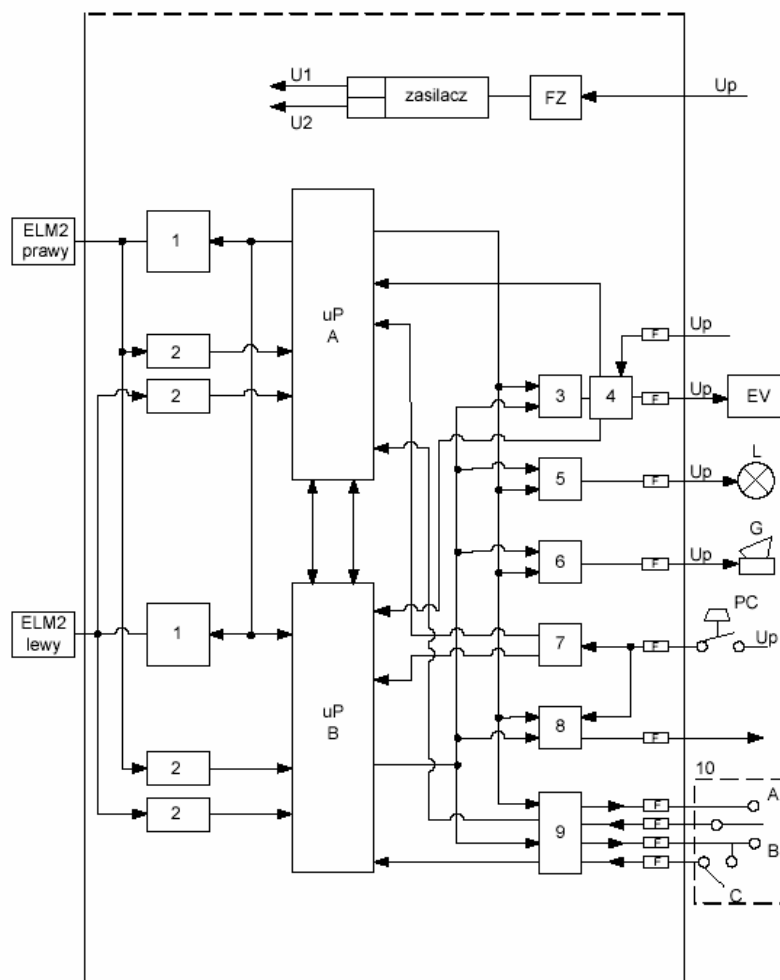 U1
zasilacz
FZ
Up
U2
ELM2
prawy
1
uP
A
2
F
Up
2
3
4
F
Up
EV
L
5
F
Up
G
6
F
Up
PC
ELM2
lewy
1
7
F
Up
uP
B
8
F
2
10
2
9
F
A
F
F
B
F
C